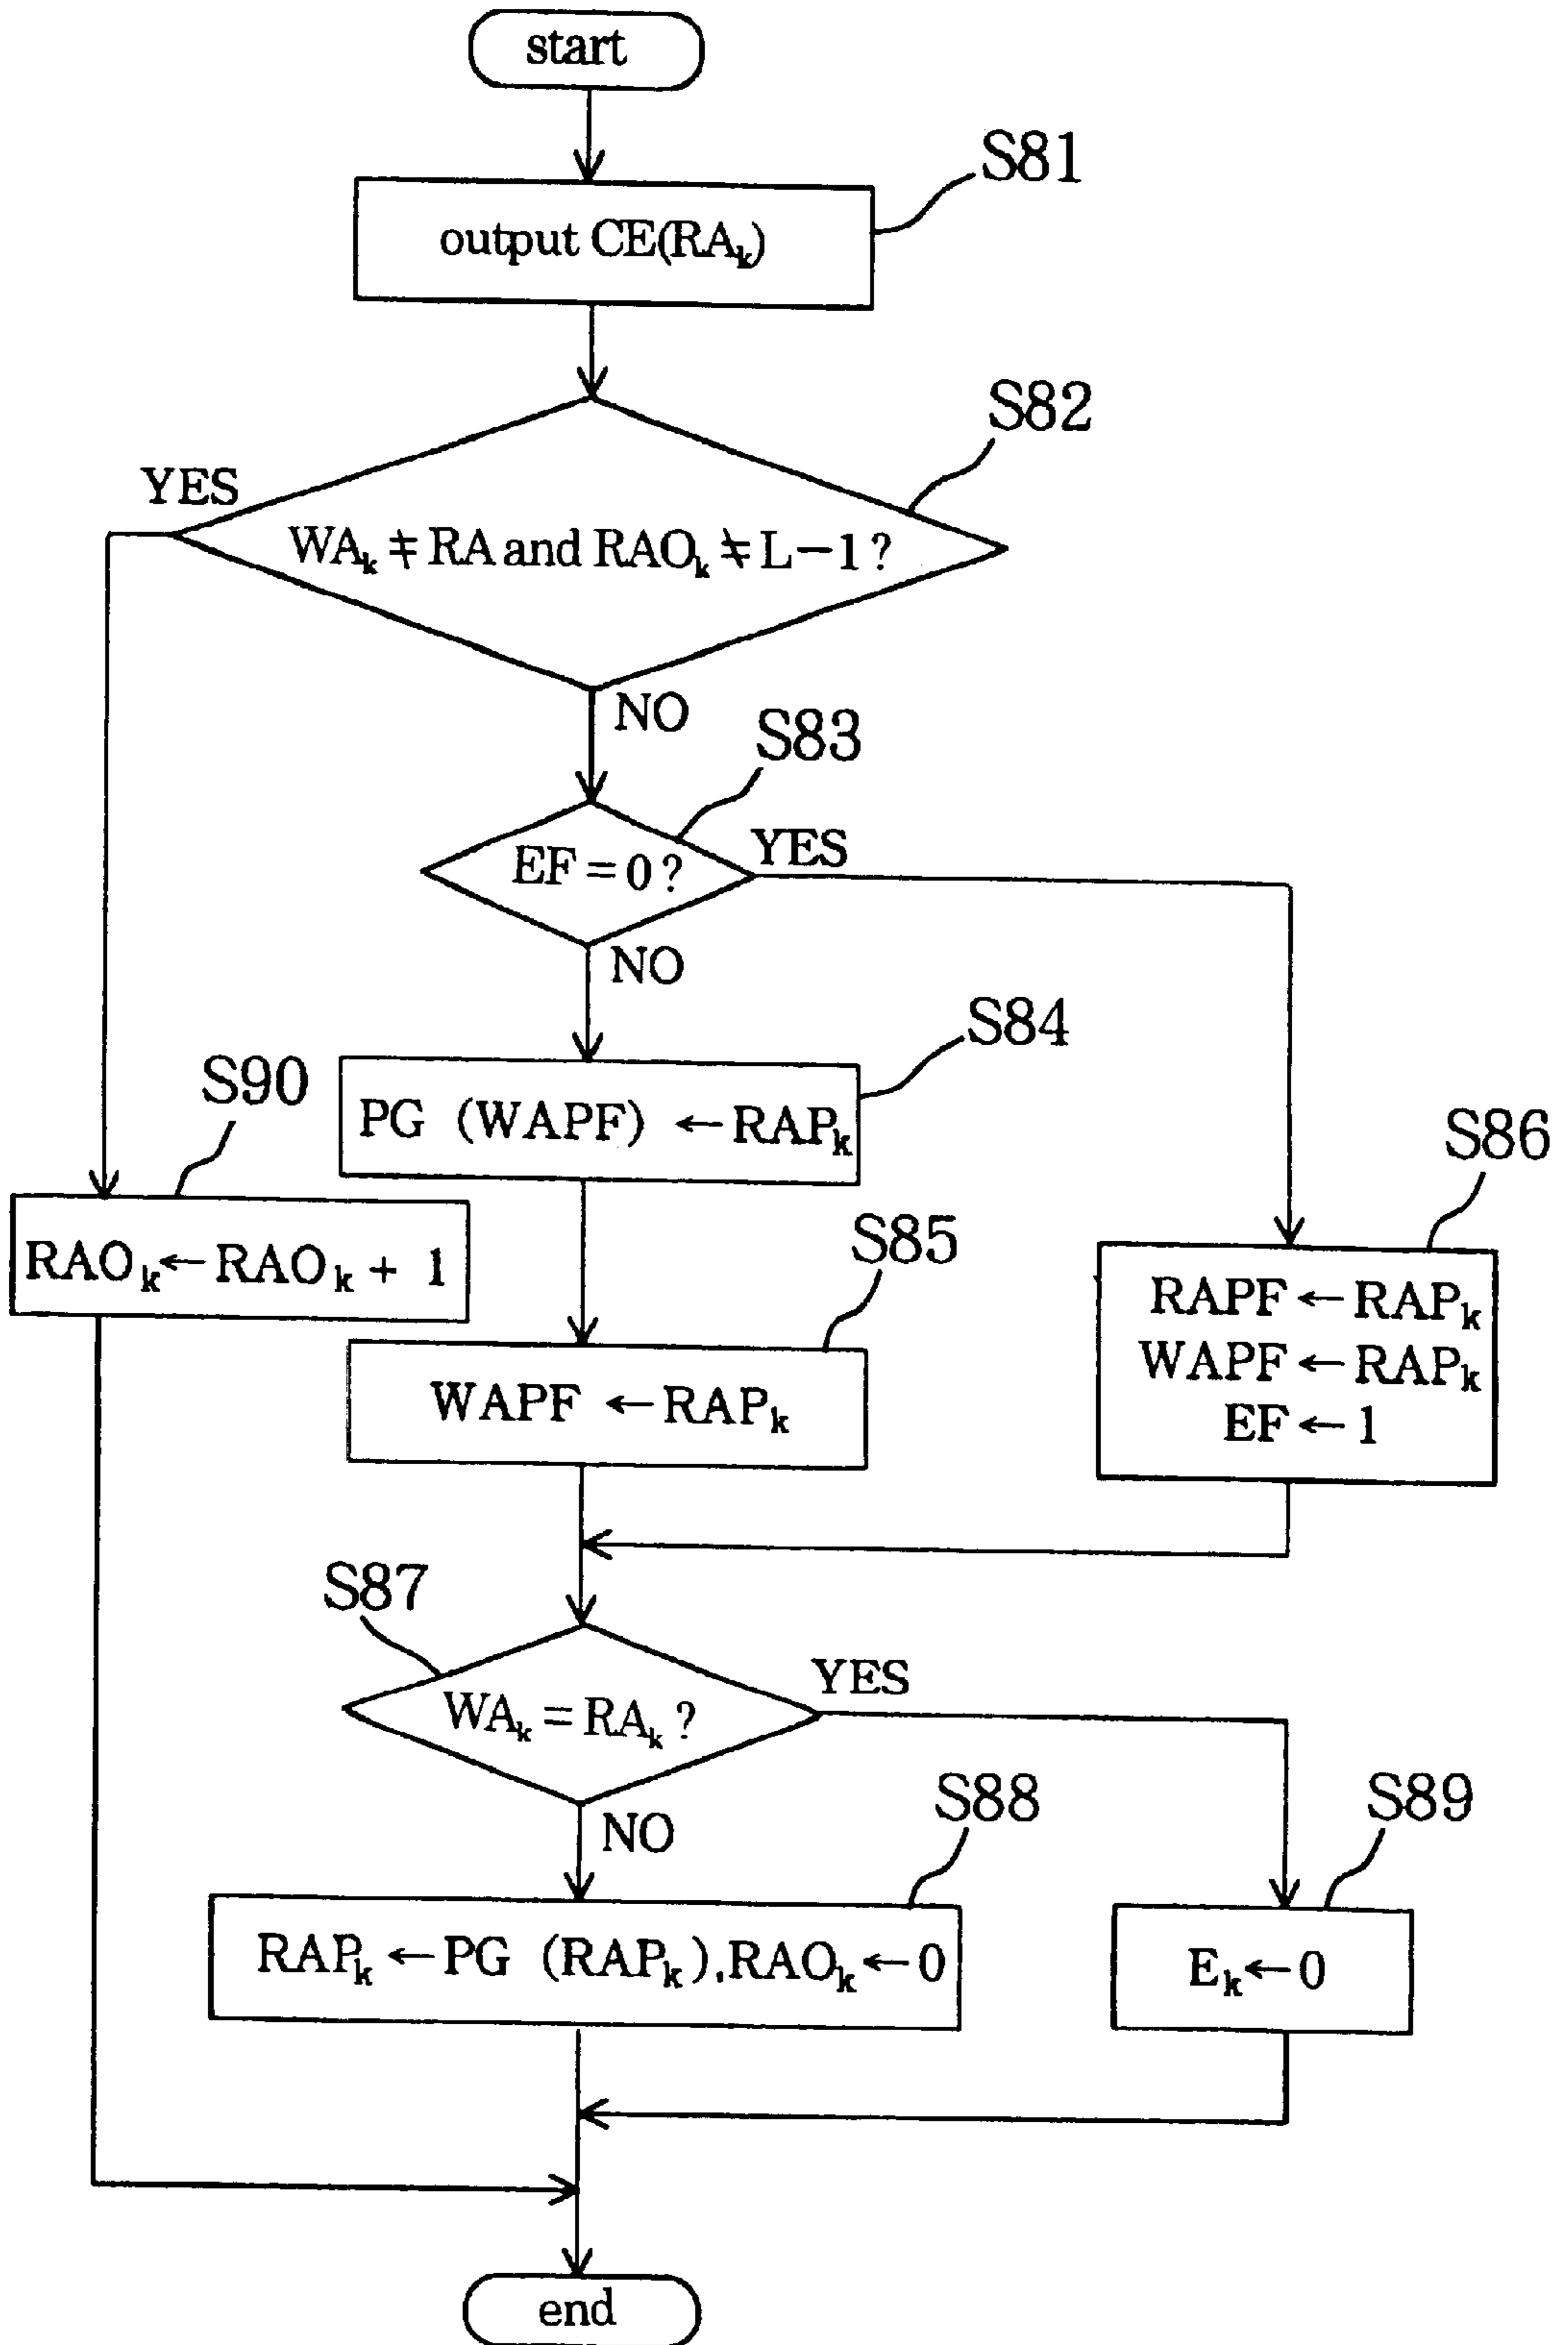 start
S81
output CE(RAₖ)
S82
YES
WAₖ ≠ RA and RAOₖ ≠ L−1 ?
NO
S83
EF = 0 ?
YES
NO
S84
PG (WAPF) ← RAPₖ
S90
RAOₖ ← RAOₖ + 1
S85
WAPF ← RAPₖ
S86
RAPF ← RAPₖ
WAPF ← RAPₖ
EF ← 1
S87
WAₖ = RAₖ ?
YES
NO
S88
RAPₖ ← PG (RAPₖ), RAOₖ ← 0
S89
Eₖ ← 0
end